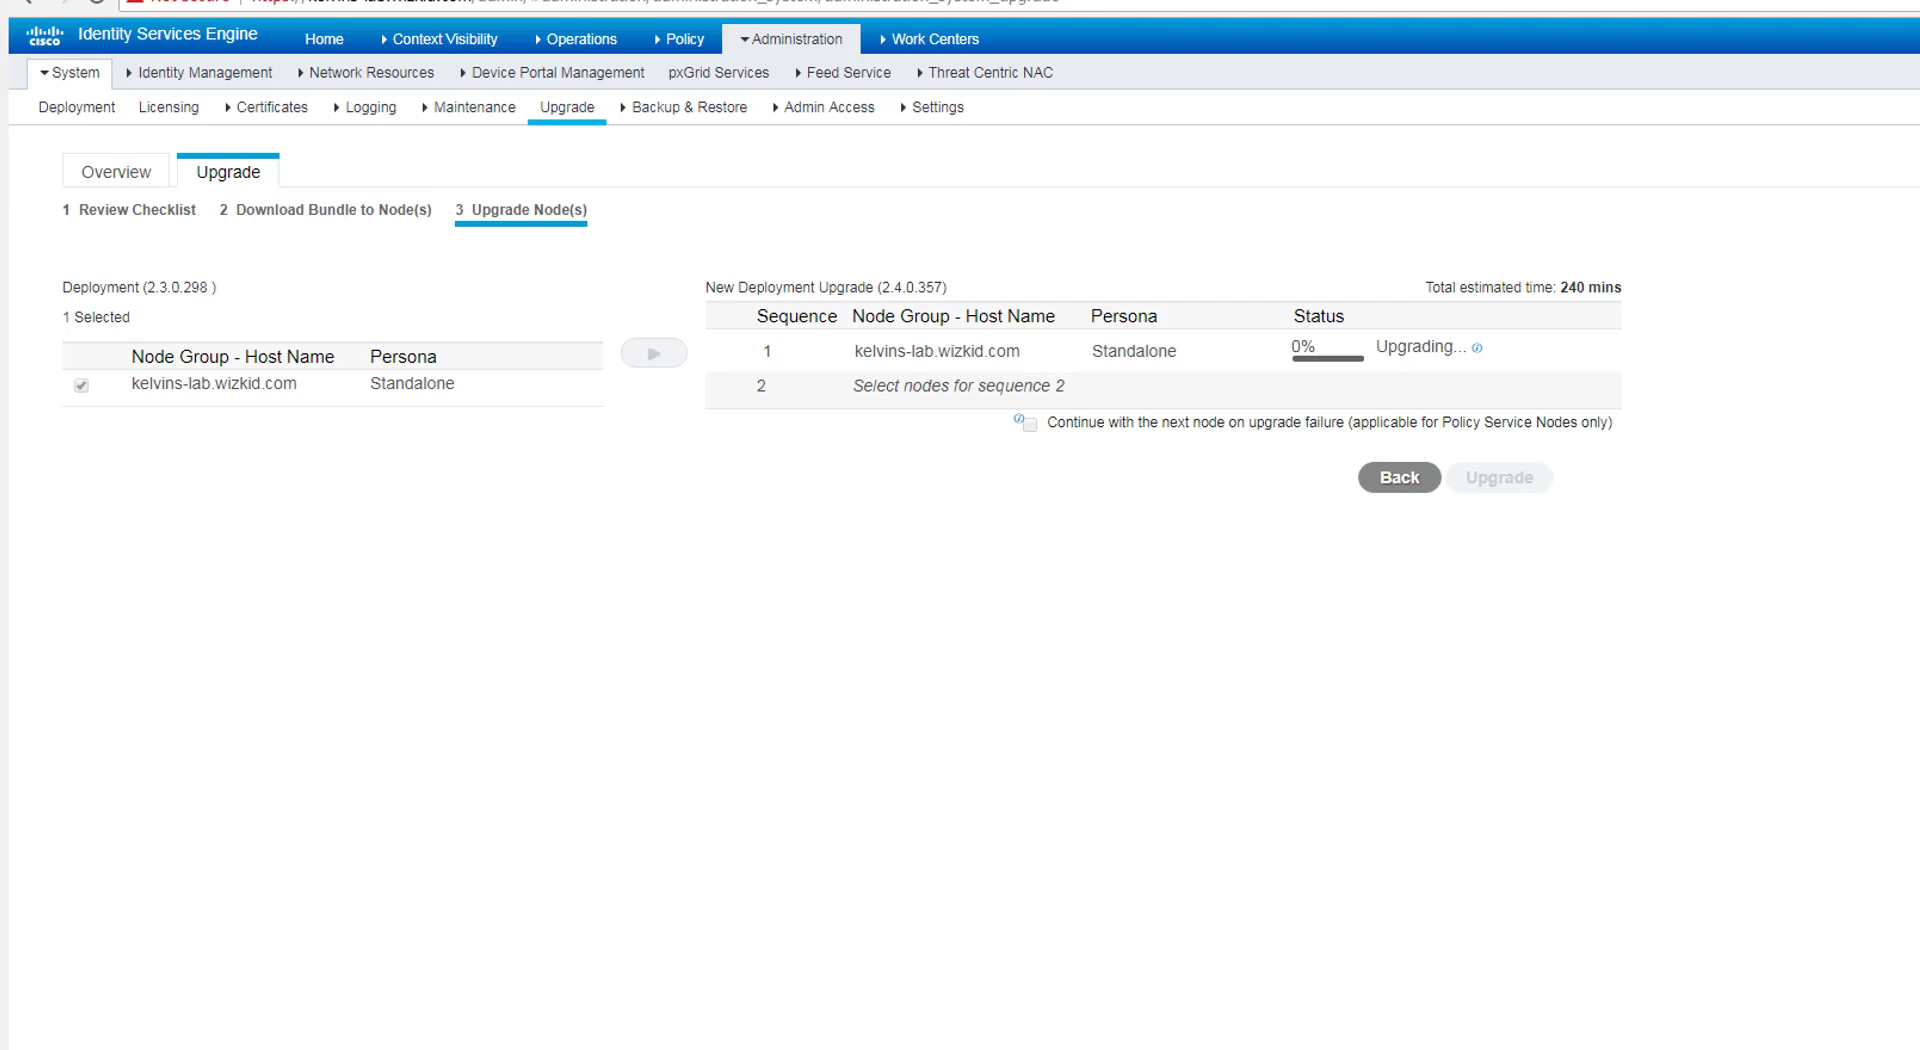 Identity Services Engine
Home
Context Visibility
Operations
Policy
Administration
Work Centers
cisco
System
Identity Management
Network Resources
Device Portal Management
pxGrid Services
Feed Service
Threat Centric NAC
Deployment
Licensing
Certificates
Logging
Maintenance
Upgrade
Backup & Restore
Admin Access
Settings
Overview
Upgrade
1 Review Checklist
2 Download Bundle to Node(s)
3 Upgrade Node(s)
Deployment (2.3.0.298 )
1 Selected
Node Group - Host Name Persona
kelvins-lab.wizkid.com Standalone
New Deployment Upgrade (2.4.0.357)
Total estimated time: 240 mins
Sequence Node Group - Host Name Persona Status
1 kelvins-lab.wizkid.com Standalone 0% Upgrading...
2 Select nodes for sequence 2
Continue with the next node on upgrade failure (applicable for Policy Service Nodes only)
Back
Upgrade